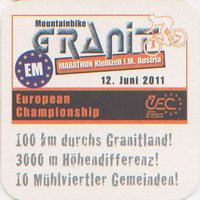 Mountainbike
GRANIT
MARATHON Kleinzell i.M. Austria
EM
12. Juni 2011
European
Championship
UEC
100 km durchs Granitland!
3000 m Höhendifferenz!
10 Mühlviertler Gemeinden!